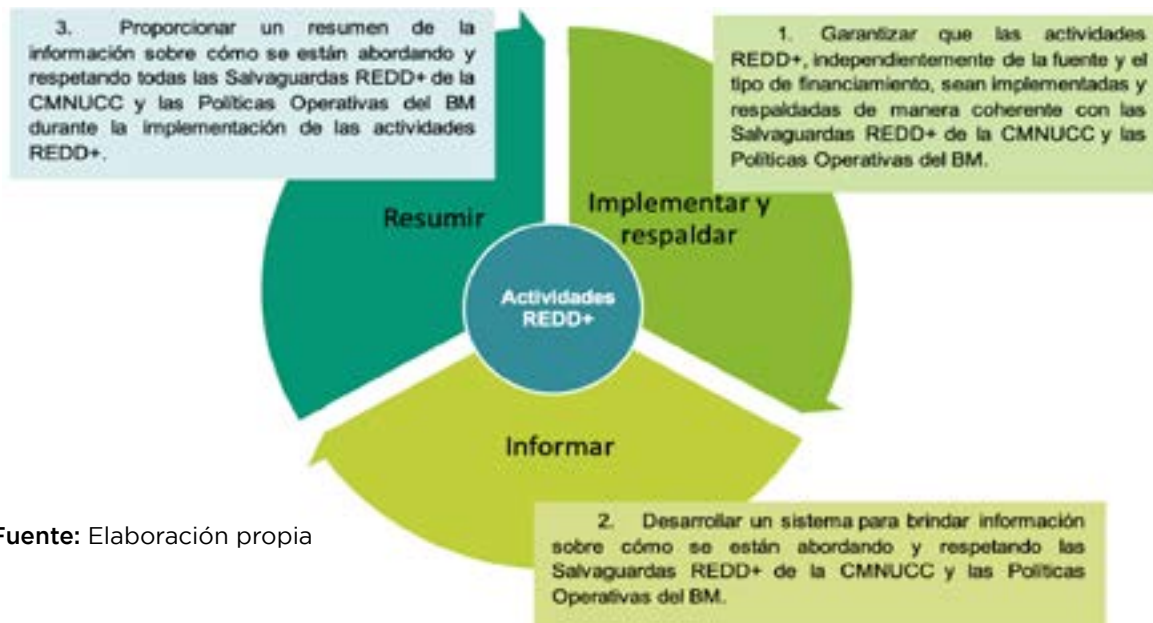 3. Proporcionar un resumen de la
información sobre cómo se están abordando y
respetando todas las Salvaguardas REDD+ de la
CMNUCC y las Políticas Operativas del BM
durante la implementación de las actividades
REDD+.
1. Garantizar que las actividades
REDD+, independientemente de la fuente y el
tipo de financiamiento, sean implementadas y
respaldadas de manera coherente con las
Salvaguardas REDD+ de la CMNUCC y las
Políticas Operativas del BM.
Resumir
Implementar y
respaldar
Actividades
REDD+
Informar
2. Desarrollar un sistema para brindar información
sobre cómo se están abordando y respetando las
Salvaguardas REDD+ de la CMNUCC y las Políticas
Operativas del BM.
Fuente: Elaboración propia